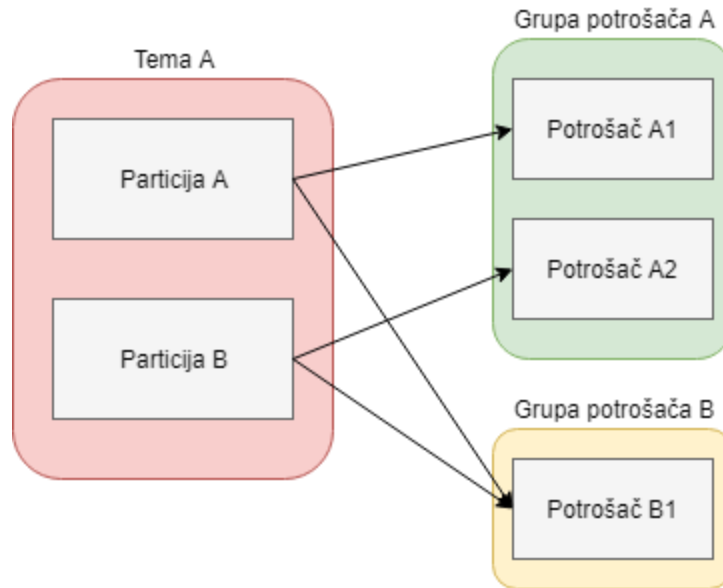 Grupa potrošača A
Tema A
Particija A
Potrošač A1
Potrošač A2
Particija B
Grupa potrošača B
Potrošač B1